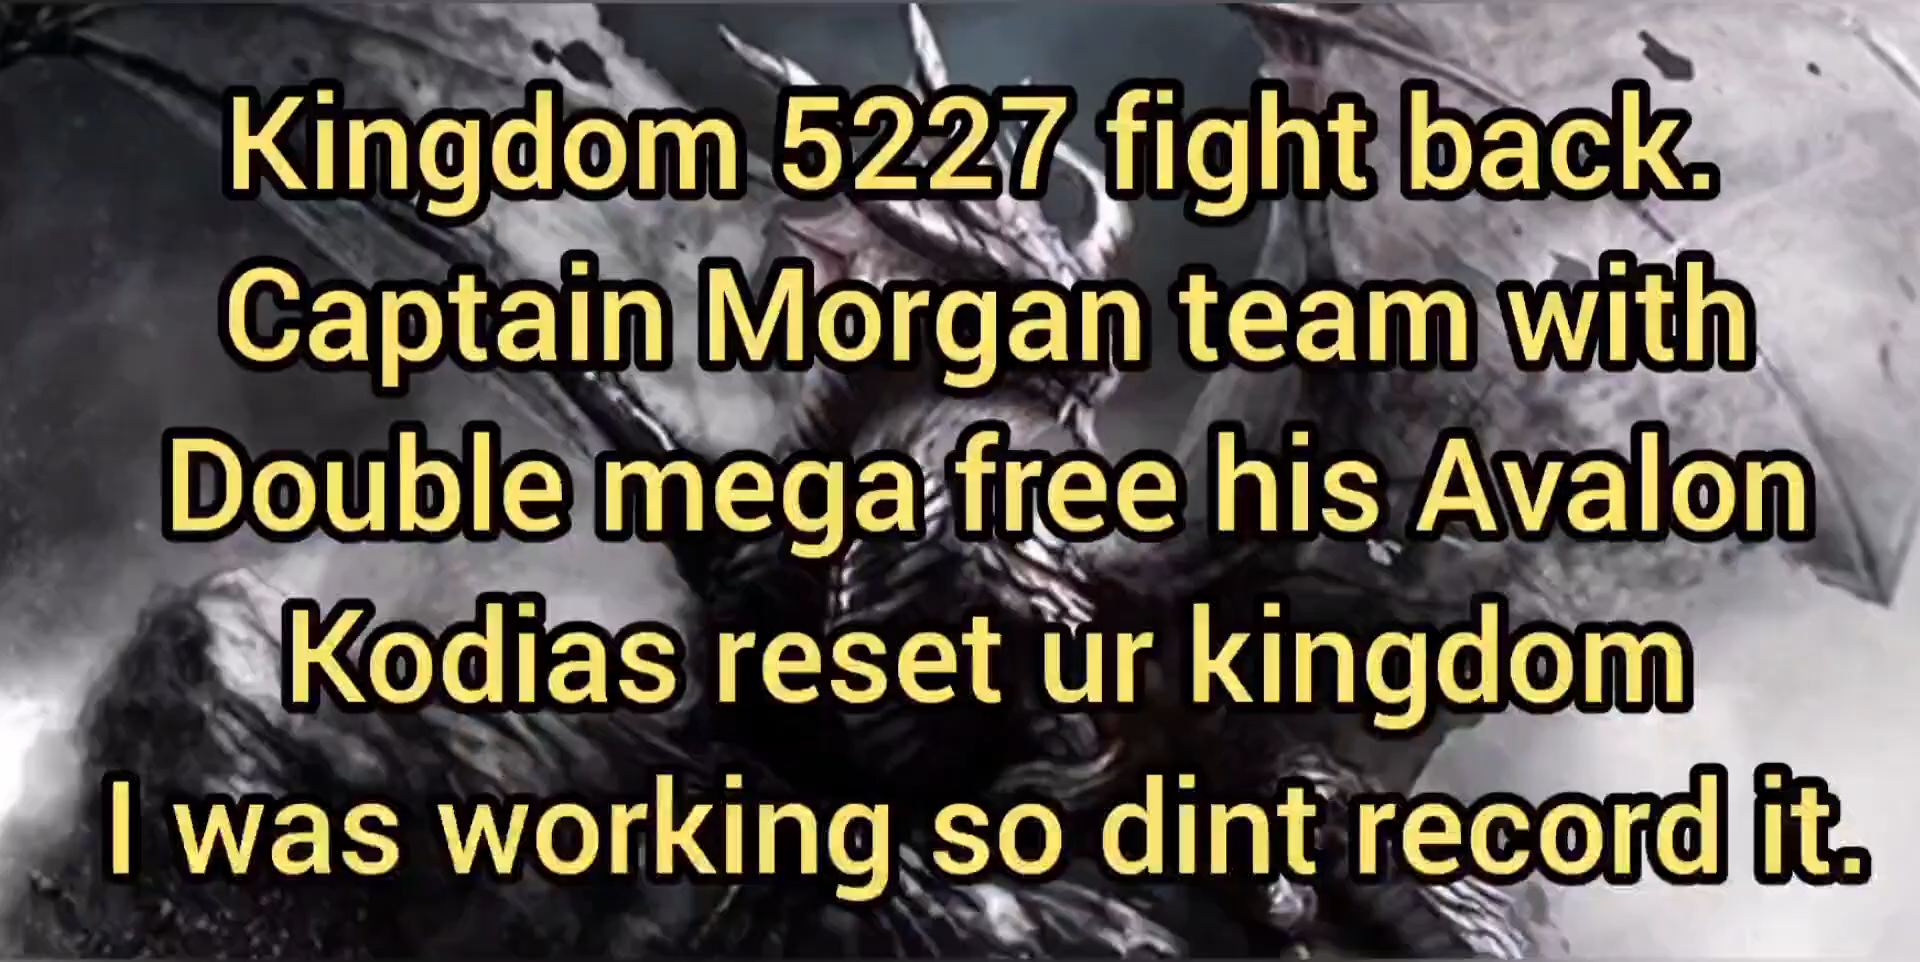 Kingdom 5227 fight back.
Captain Morgan team with
Double mega free his Avalon
Kodias reset ur kingdom
I was working so dint record it.